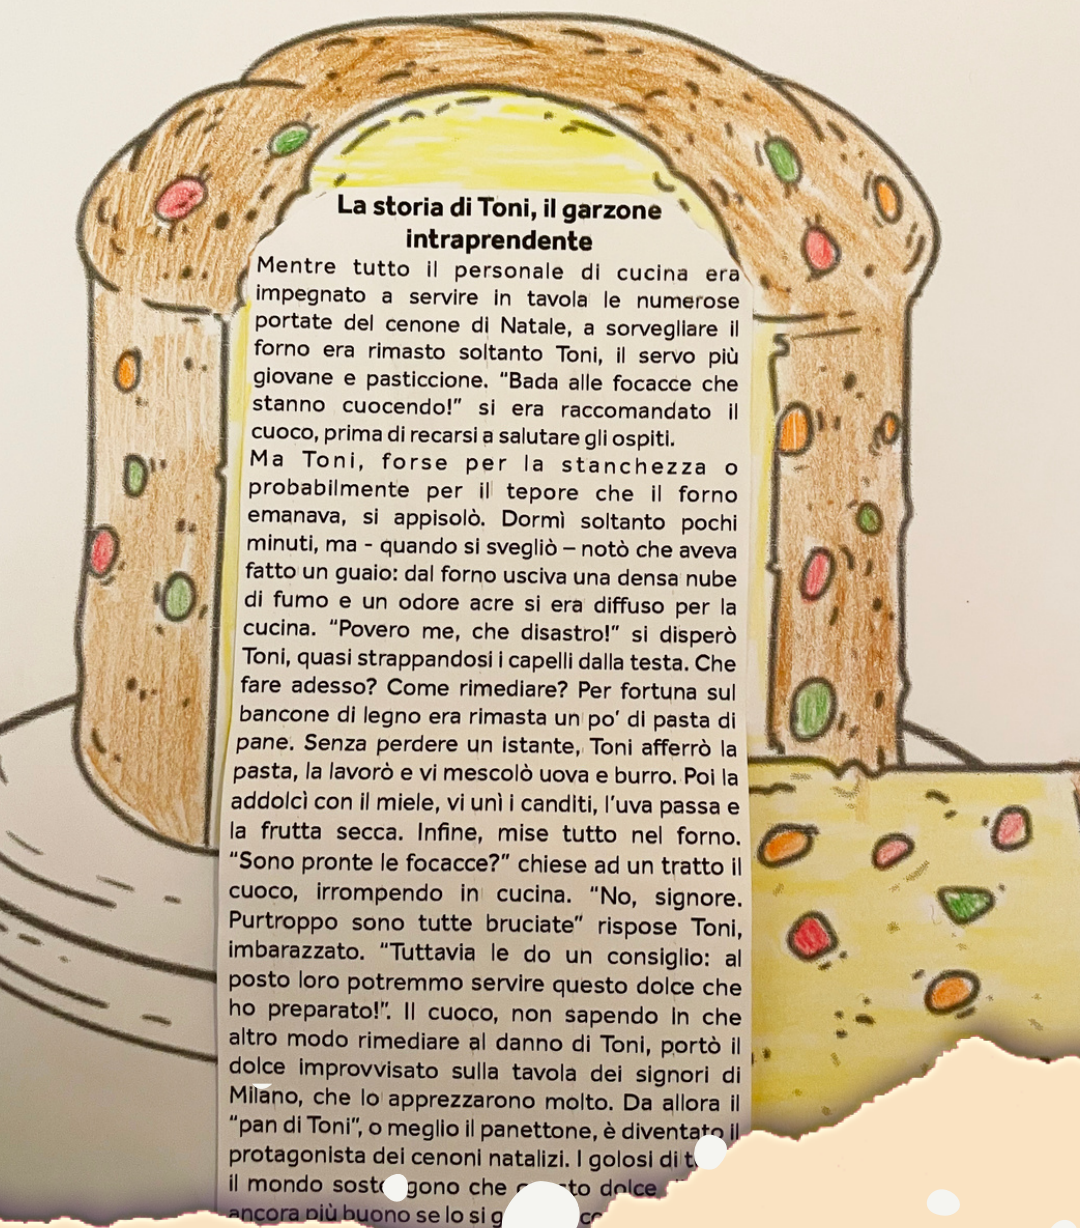 La storia di Toni, il garzone
intraprendente
Mentre tutto il personale di cucina era
impegnato a servire in tavola le numerose
portate del cenone di Natale, a sorvegliare il
forno era rimasto soltanto Toni, il servo più
giovane e pasticcione. “Bada alle focacce che
stanno cuocendo!” si era raccomandato il
cuoco, prima di recarsi a salutare gli ospiti.
Ma Toni, forse per la stanchezza o
probabilmente per il tepore che il forno
emanava, si appisolò. Dormì soltanto pochi
minuti, ma - quando si svegliò – notò che aveva
fatto un guaio: dal forno usciva una densa nube
di fumo e un odore acre si era diffuso per la
cucina. “Povero me, che disastro!” si disperò
Toni, quasi strappandosi i capelli dalla testa. Che
fare adesso? Come rimediare? Per fortuna sul
bancone di legno era rimasta un po’ di pasta di
pane. Senza perdere un istante, Toni afferrò la
pasta, la lavorò e vi mescolò uova e burro. Poi la
addolcì con il miele, vi unì i canditi, l’uva passa e
la frutta secca. Infine, mise tutto nel forno.
“Sono pronte le focacce?” chiese ad un tratto il
cuoco, irrompendo in cucina. “No, signore.
Purtroppo sono tutte bruciate” rispose Toni,
imbarazzato. “Tuttavia le do un consiglio: al
posto loro potremmo servire questo dolce che
ho preparato!”. Il cuoco, non sapendo in che
altro modo rimediare al danno di Toni, portò il
dolce improvvisato sulla tavola dei signori di
Milano, che lo apprezzarono molto. Da allora il
“pan di Toni”, o meglio il panettone, è diventato il
protagonista dei cenoni natalizi. I golosi di
il mondo sostengono che dolce
ancora più buono se lo si